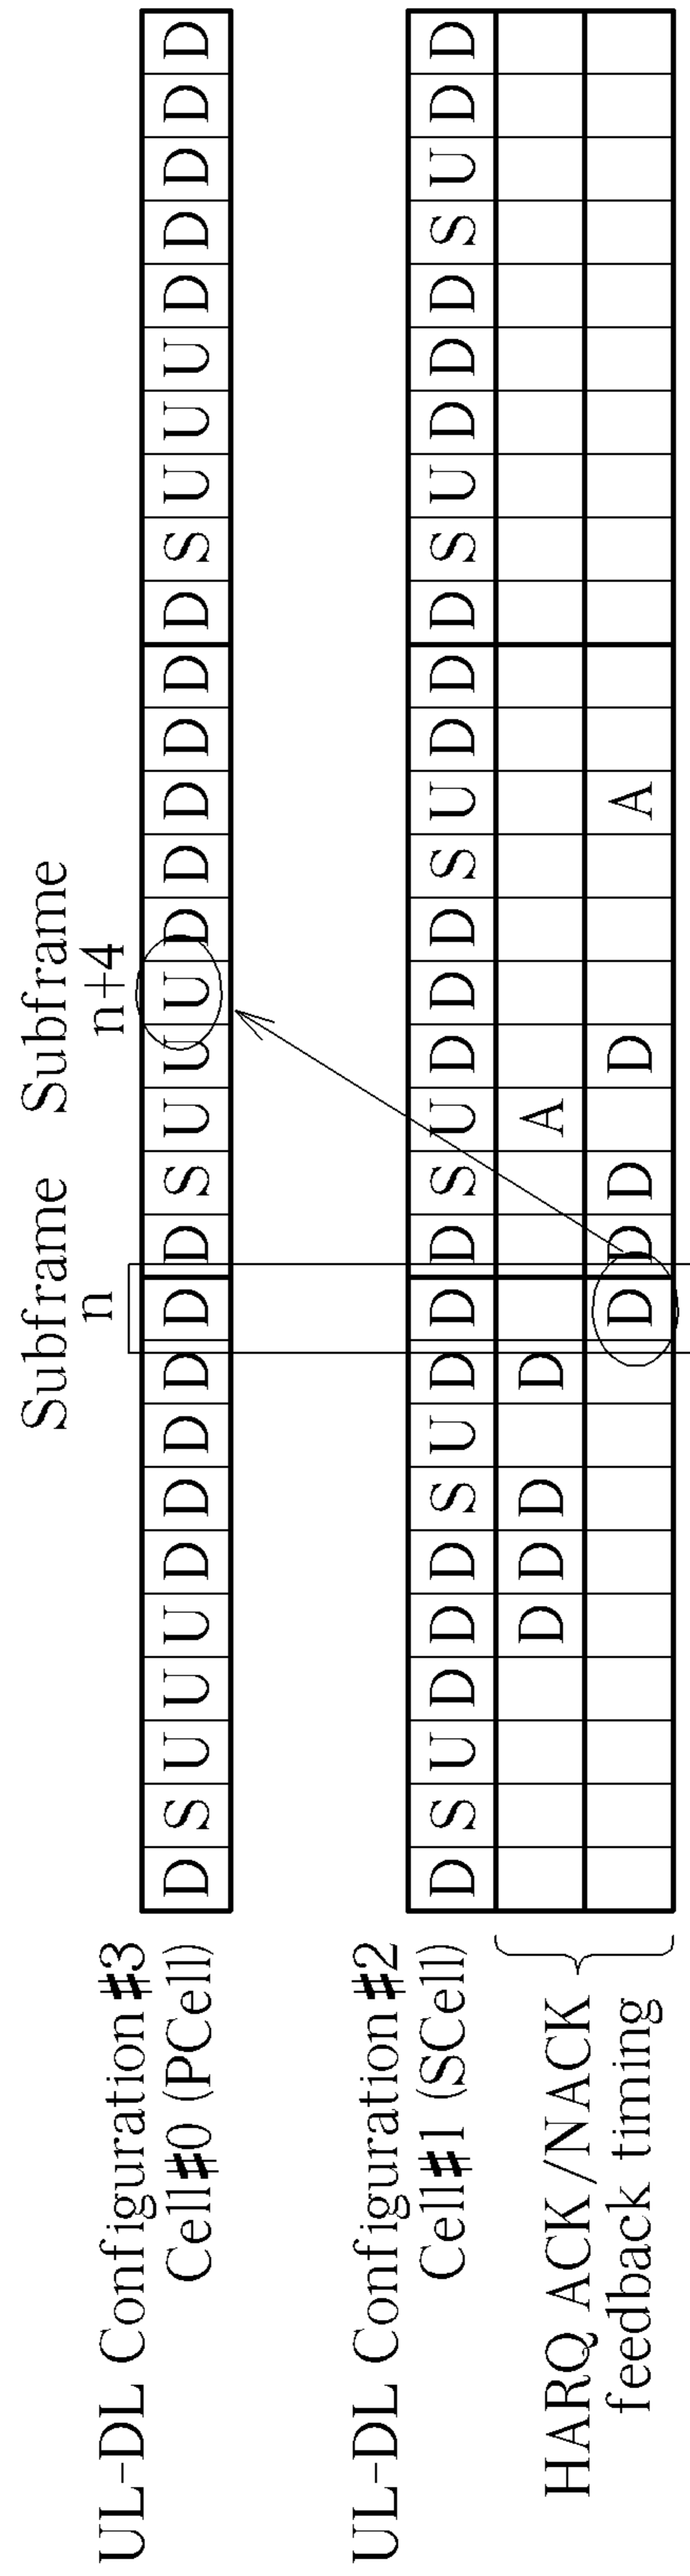 Subframe n
Subframe n+4
UL-DL Configuration #3
Cell#0 (PCell)
D S U U U D D D D D D S U U U D D D D D D S U U U D D D D D
UL-DL Configuration #2
Cell#1 (SCell)
D S U D D D S U D D D S U D D D S U D D D S U D D D S U D D
HARQ ACK/NACK
feedback timing
D D D D A
D D D D A